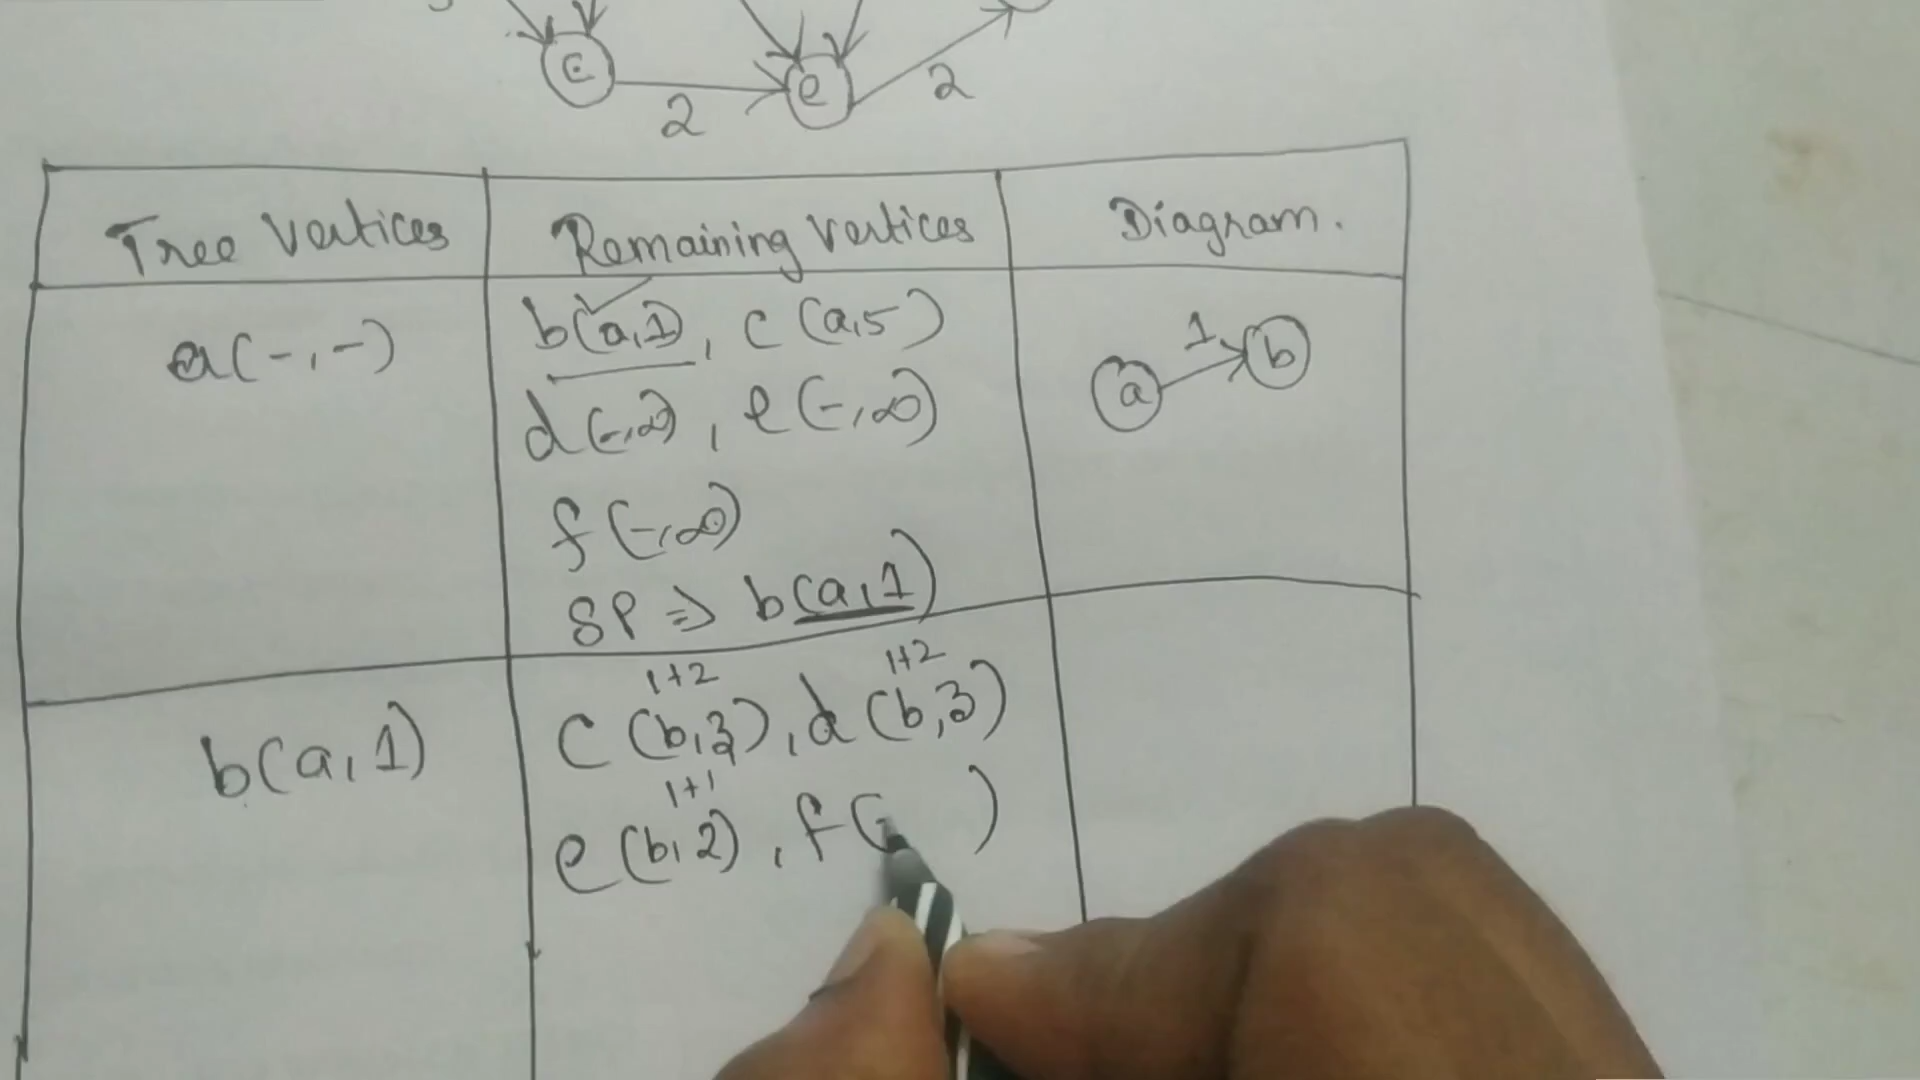 c e
2 2
Tree Vertices Remaining Vertices Diagram.
a(-,-) b(a,1), c(a,5) 1
d(-,∞), e(-,∞) a b
f(-,∞)
SP => b(a,1)
1+2 1+2
b(a,1) c(b,3), d(b,3)
1+1
e(b,2), f(- )